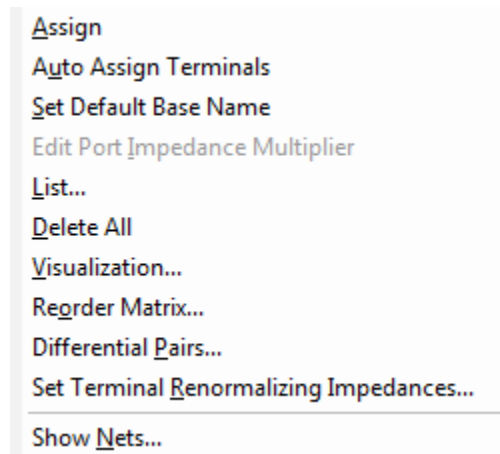 Assign
Auto Assign Terminals
Set Default Base Name
Edit Port Impedance Multiplier
List...
Delete All
Visualization...
Reorder Matrix...
Differential Pairs...
Set Terminal Renormalizing Impedances...
Show Nets...